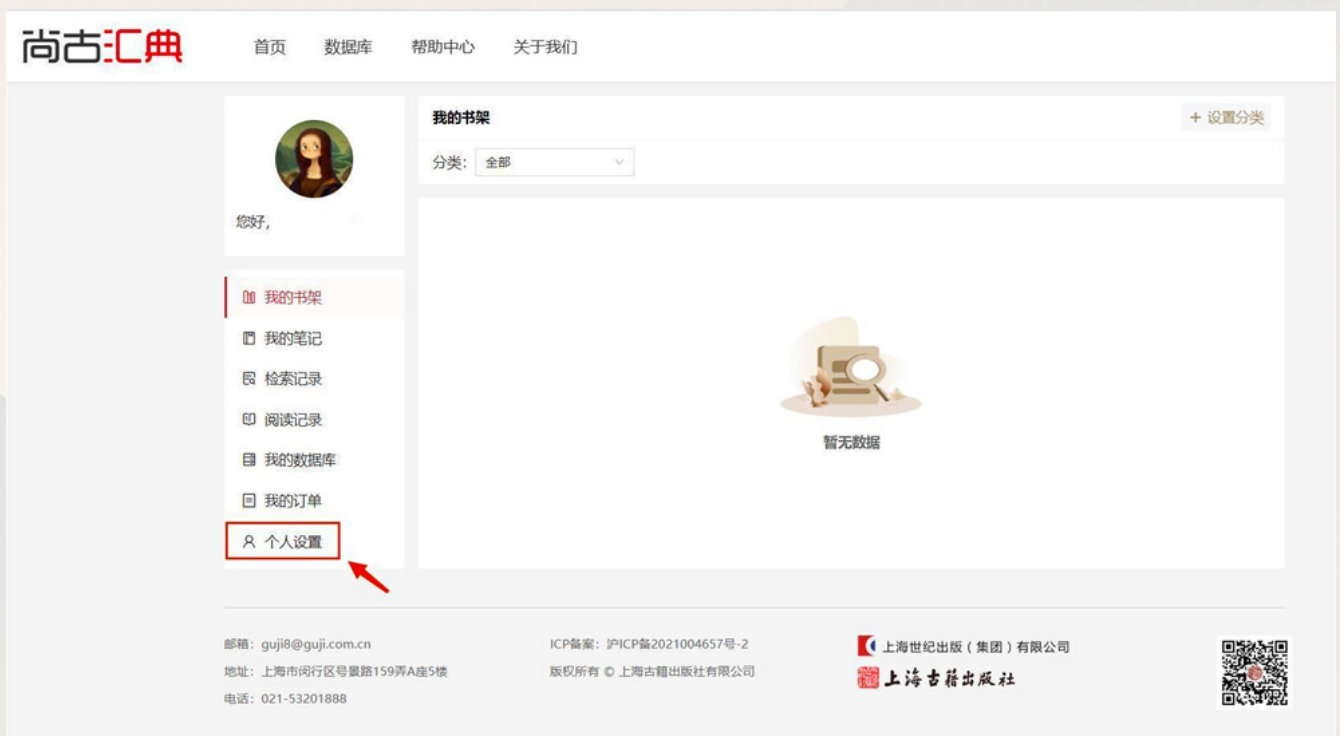 尚古汇典
首页 数据库 帮助中心 关于我们
我的书架
+ 设置分类
分类: 全部
您好,
我的书架
我的笔记
检索记录
阅读记录
我的数据库
我的订单
个人设置
暂无数据
邮箱：guji8@guji.com.cn
地址：上海市闵行区号景路159弄A座5楼
电话：021-53201888
ICP备案：沪ICP备2021004657号-2
版权所有 © 上海古籍出版社有限公司
上海世纪出版（集团）有限公司
上海古籍出版社